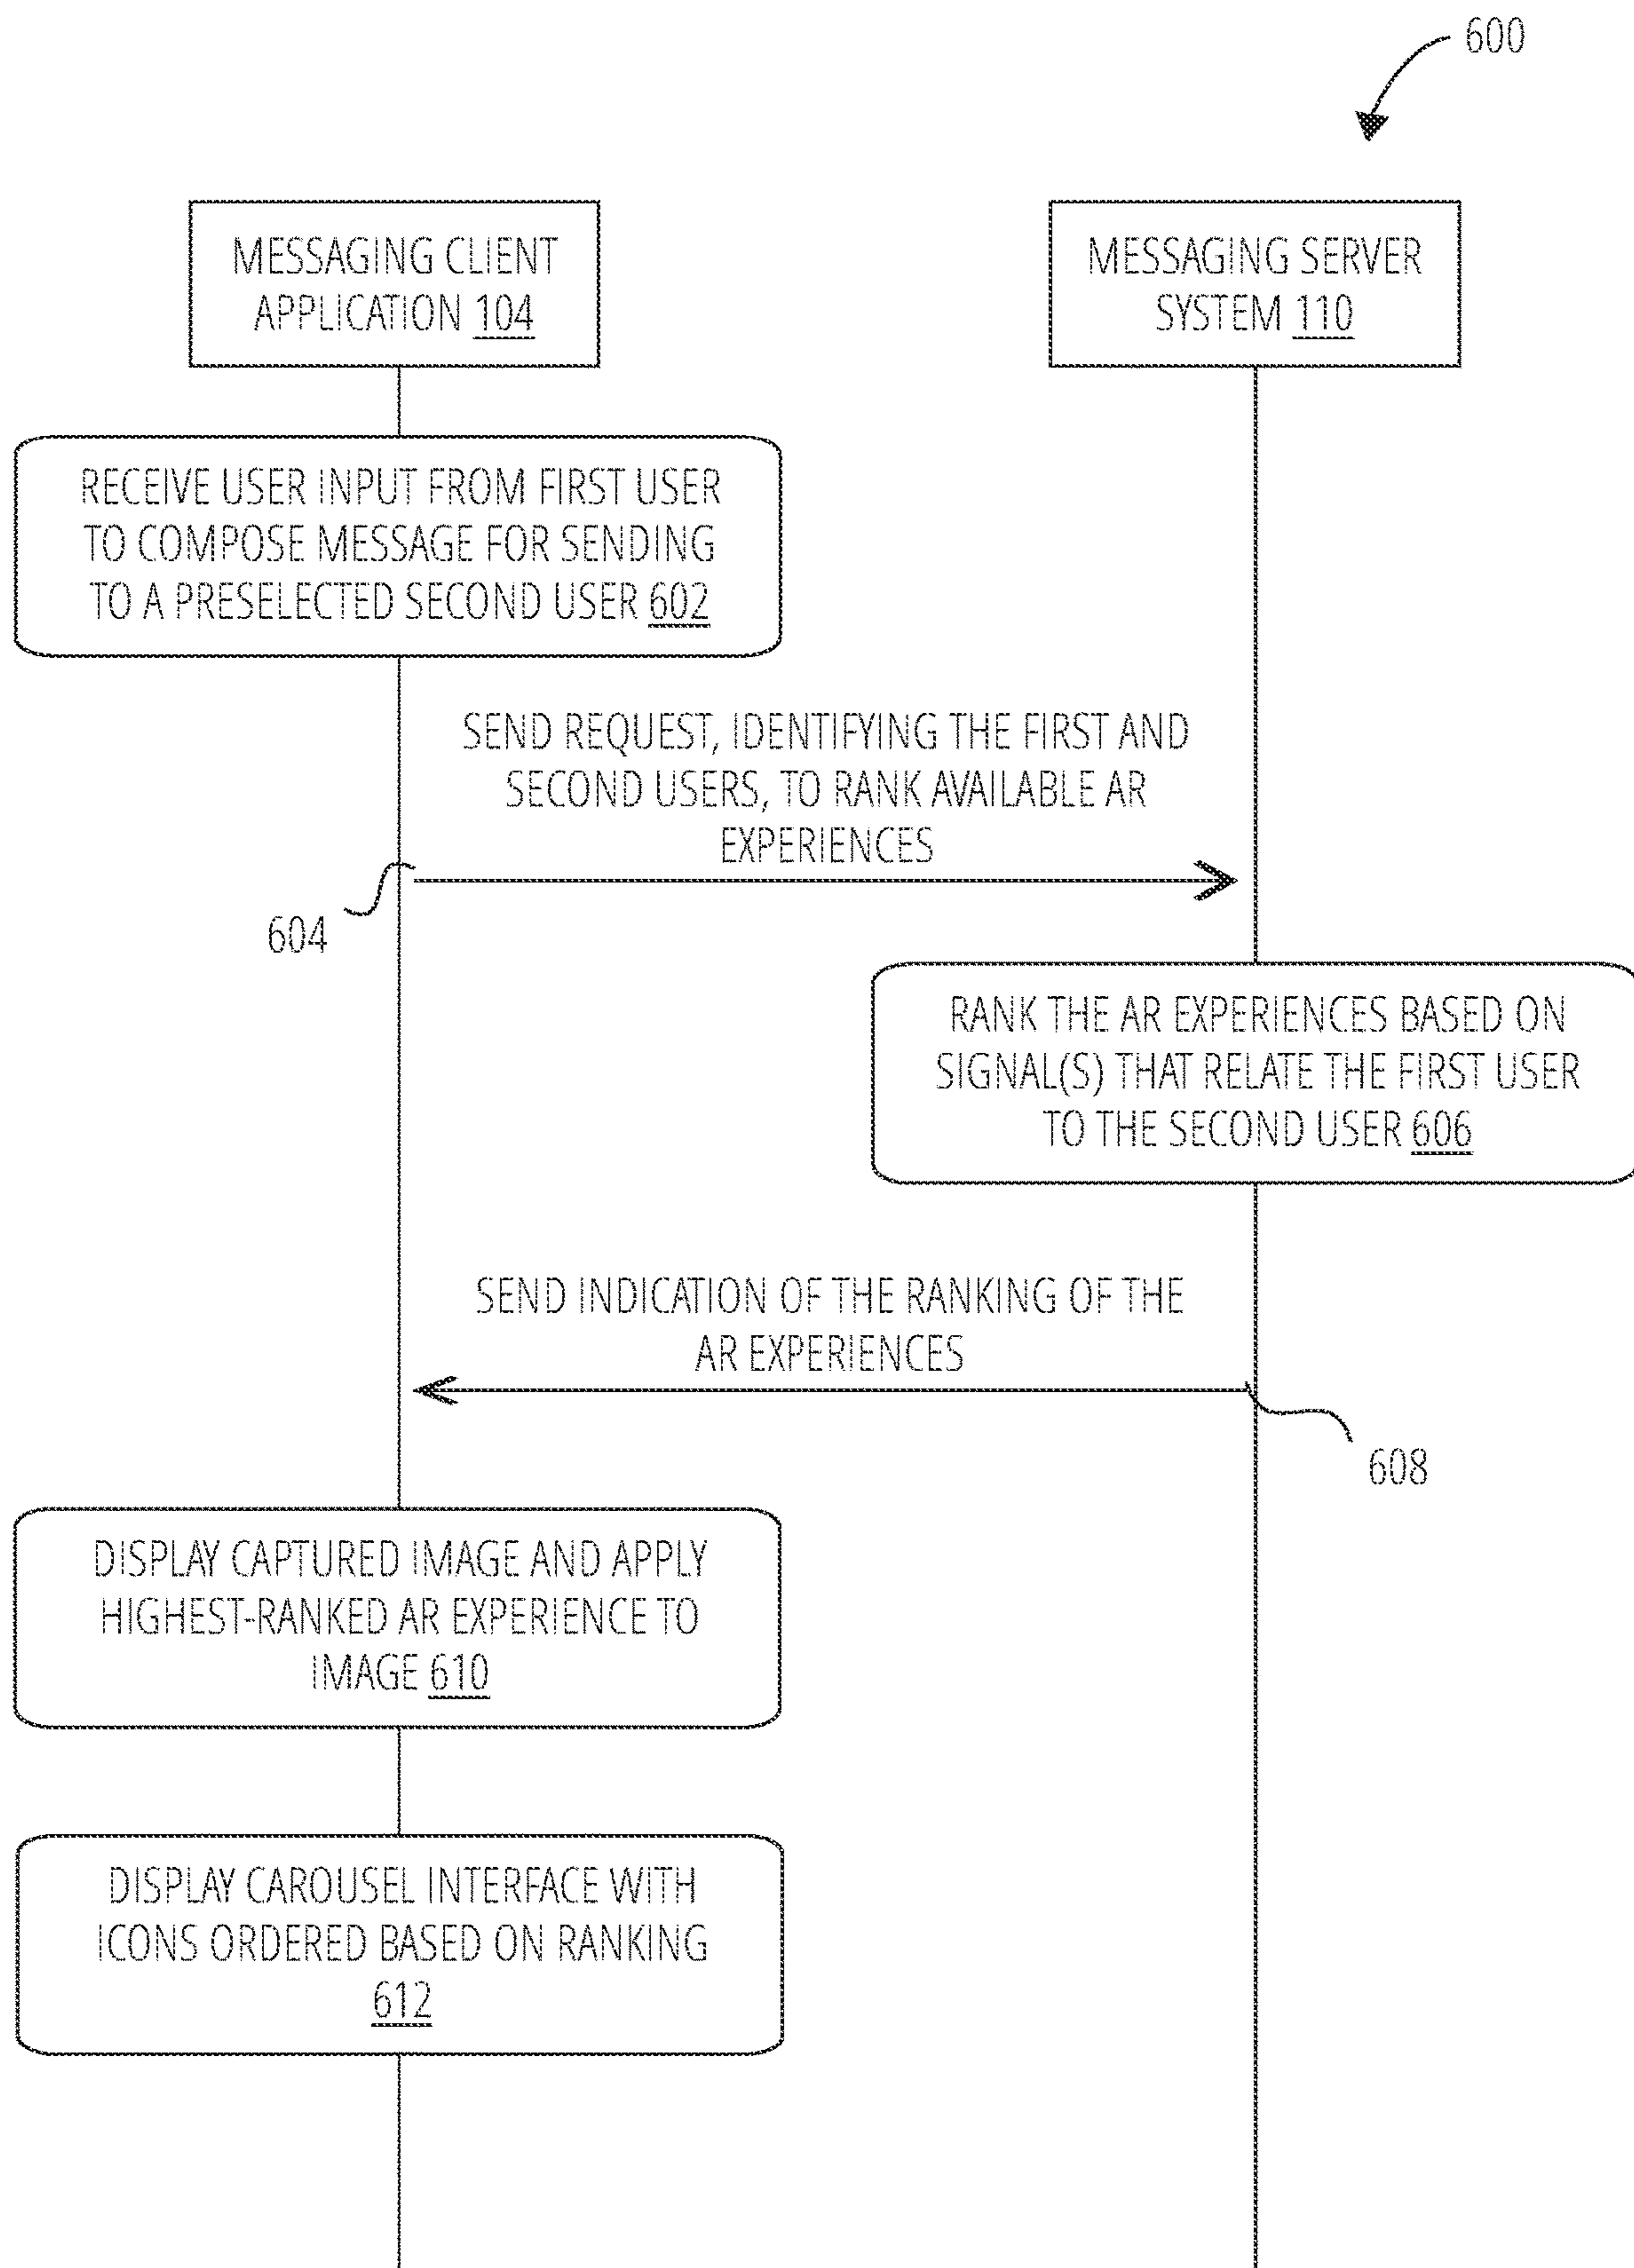 600
MESSAGING CLIENT
APPLICATION 104
MESSAGING SERVER
SYSTEM 110
RECEIVE USER INPUT FROM FIRST USER
TO COMPOSE MESSAGE FOR SENDING
TO A PRESELECTED SECOND USER 602
SEND REQUEST, IDENTIFYING THE FIRST AND
SECOND USERS, TO RANK AVAILABLE AR
EXPERIENCES
604
RANK THE AR EXPERIENCES BASED ON
SIGNAL(S) THAT RELATE THE FIRST USER
TO THE SECOND USER 606
SEND INDICATION OF THE RANKING OF THE
AR EXPERIENCES
608
DISPLAY CAPTURED IMAGE AND APPLY
HIGHEST-RANKED AR EXPERIENCE TO
IMAGE 610
DISPLAY CAROUSEL INTERFACE WITH
ICONS ORDERED BASED ON RANKING
612